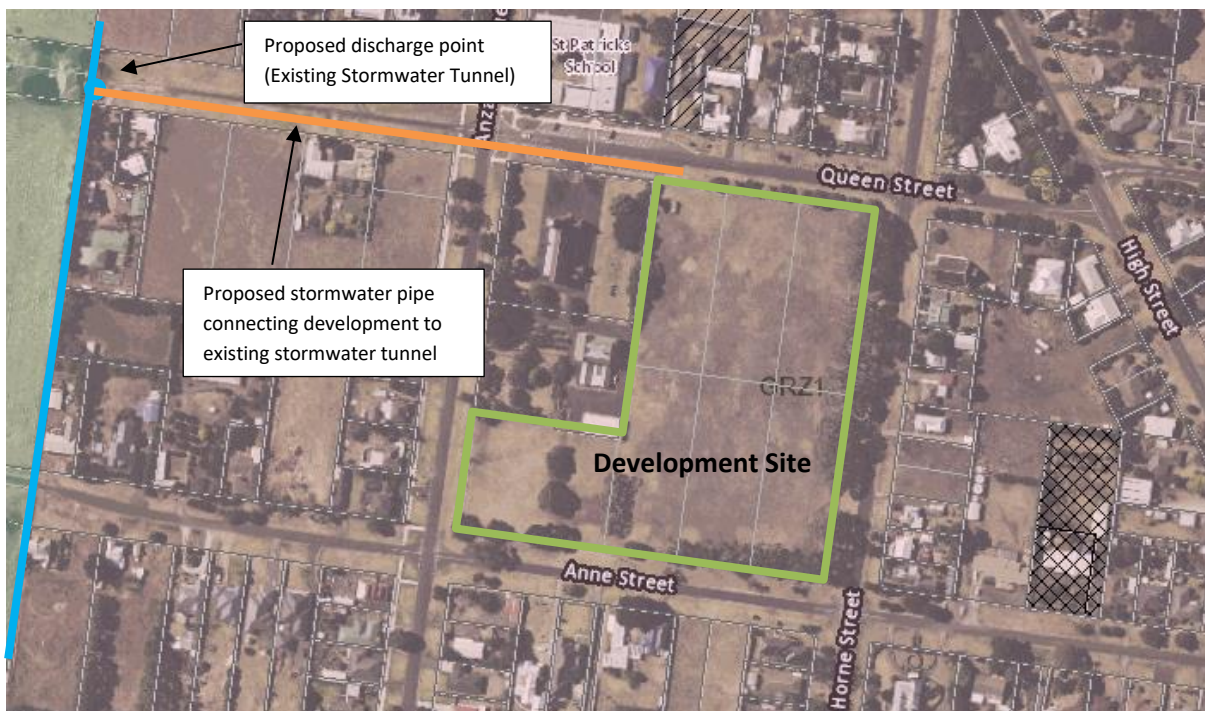 Proposed discharge point
(Existing Stormwater Tunnel)
St Patricks
School
Anza
Queen Street
High Street
Proposed stormwater pipe
connecting development to
existing stormwater tunnel
GRZ1
Development Site
Anne Street
Horne Street